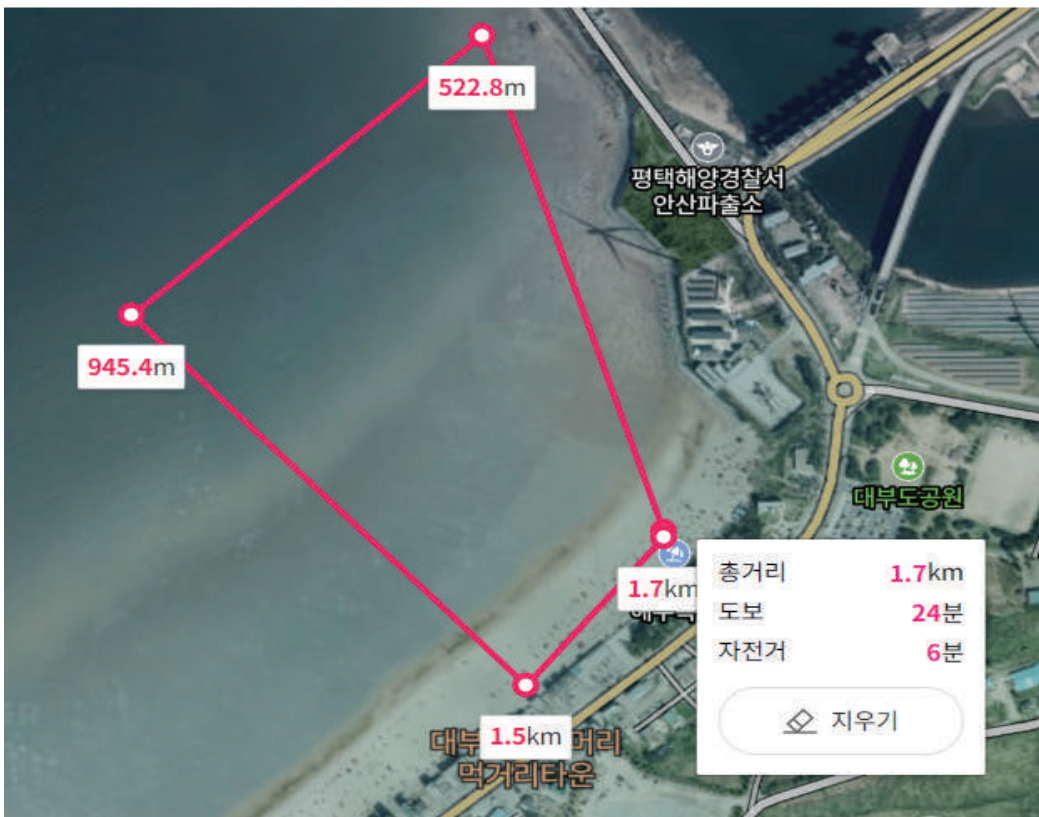 522.8m
평택해양경찰서
안산파출소
945.4m
대부도공원
1.7km
총거리 1.7km
도보 24분
자전거 6분
지우기
1.5km
먹거리타운